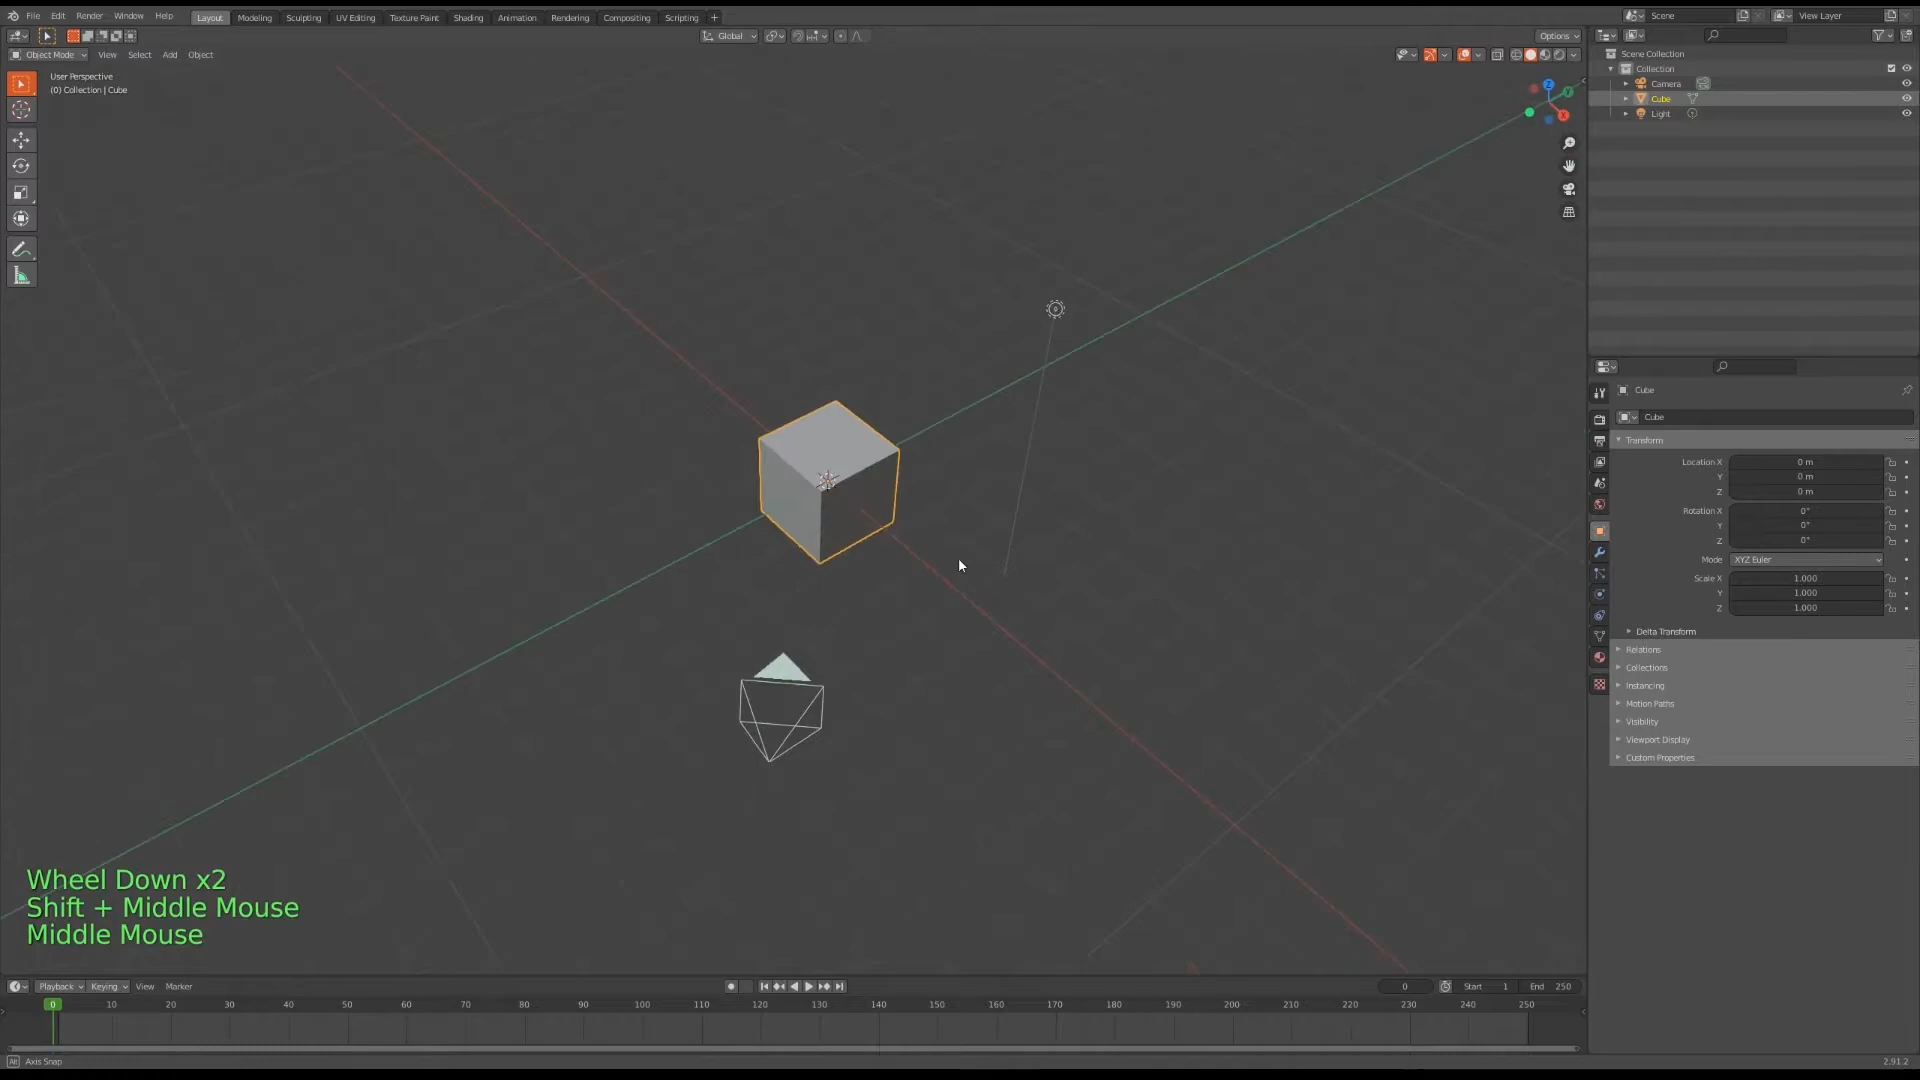 File Edit Render Window Help Layout Modeling Sculpting UV Editing Texture Paint Shading Animation Rendering Compositing Scripting + Scene View Layer
Global Options
Object Mode View Select Add Object
User Perspective
(0) Collection | Cube
Z
Y
X
Scene Collection
Collection
Camera
Cube
Light
Cube
Cube
Transform
Location X 0 m
Y 0 m
Z 0 m
Rotation X 0°
Y 0°
Z 0°
Mode XYZ Euler
Scale X 1.000
Y 1.000
Z 1.000
Delta Transform
Relations
Collections
Instancing
Motion Paths
Visibility
Viewport Display
Custom Properties
Wheel Down x2
Shift + Middle Mouse
Middle Mouse
Playback Keying View Marker 0 Start 1 End 250
0 10 20 30 40 50 60 70 80 90 100 110 120 130 140 150 160 170 180 190 200 210 220 230 240 250
Alt Axis Snap 2.91.2